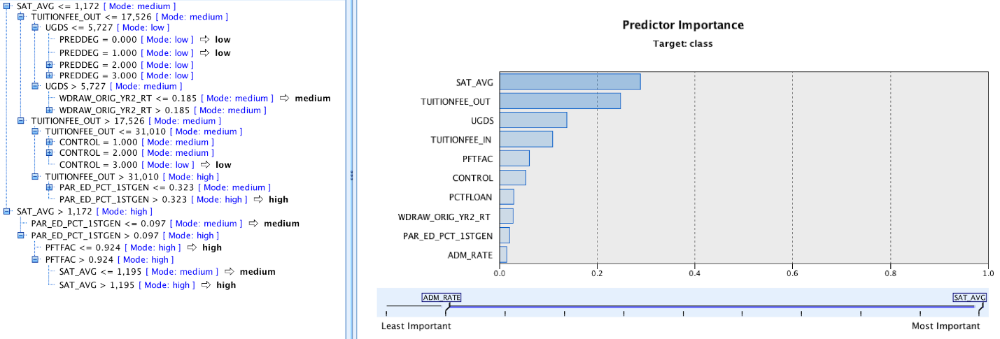 SAT_AVG <= 1,172 [ Mode: medium ]
TUITIONFEE_OUT <= 17,526 [ Mode: medium ]
UGDS <= 5,727 [ Mode: low ]
PREDDEG = 0.000 [ Mode: low ] ⇨ low
PREDDEG = 1.000 [ Mode: low ] ⇨ low
PREDDEG = 2.000 [ Mode: low ]
PREDDEG = 3.000 [ Mode: low ]
UGDS > 5,727 [ Mode: medium ]
WDRAW_ORIG_YR2_RT <= 0.185 [ Mode: medium ] ⇨ medium
WDRAW_ORIG_YR2_RT > 0.185 [ Mode: medium ]
TUITIONFEE_OUT > 17,526 [ Mode: medium ]
TUITIONFEE_OUT <= 31,010 [ Mode: medium ]
CONTROL = 1.000 [ Mode: medium ]
CONTROL = 2.000 [ Mode: medium ]
CONTROL = 3.000 [ Mode: low ] ⇨ low
TUITIONFEE_OUT > 31,010 [ Mode: high ]
PAR_ED_PCT_1STGEN <= 0.323 [ Mode: medium ]
PAR_ED_PCT_1STGEN > 0.323 [ Mode: high ] ⇨ high
SAT_AVG > 1,172 [ Mode: high ]
PAR_ED_PCT_1STGEN <= 0.097 [ Mode: medium ] ⇨ medium
PAR_ED_PCT_1STGEN > 0.097 [ Mode: high ]
PFTFAC <= 0.924 [ Mode: high ] ⇨ high
PFTFAC > 0.924 [ Mode: high ]
SAT_AVG <= 1,195 [ Mode: medium ] ⇨ medium
SAT_AVG > 1,195 [ Mode: high ] ⇨ high
Predictor Importance
Target: class
SAT_AVG
TUITIONFEE_OUT
UGDS
TUITIONFEE_IN
PFTFAC
CONTROL
PCTFLOAN
WDRAW_ORIG_YR2_RT
PAR_ED_PCT_1STGEN
ADM_RATE
0.0 0.2 0.4 0.6 0.8 1.0
ADM_RATE SAT_AVG
Least Important Most Important